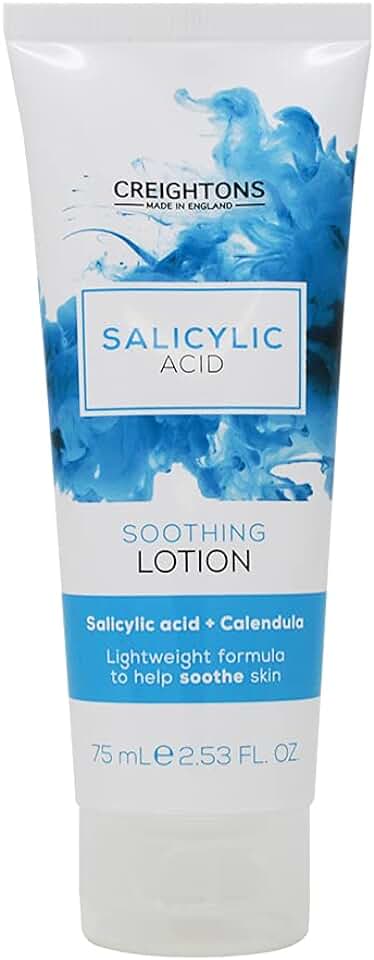 CREIGHTONS
MADE IN ENGLAND
SALICYLIC
ACID
SOOTHING
LOTION
Salicylic acid + Calendula
Lightweight formula
to help soothe skin
75 mL e 2.53 FL. OZ.